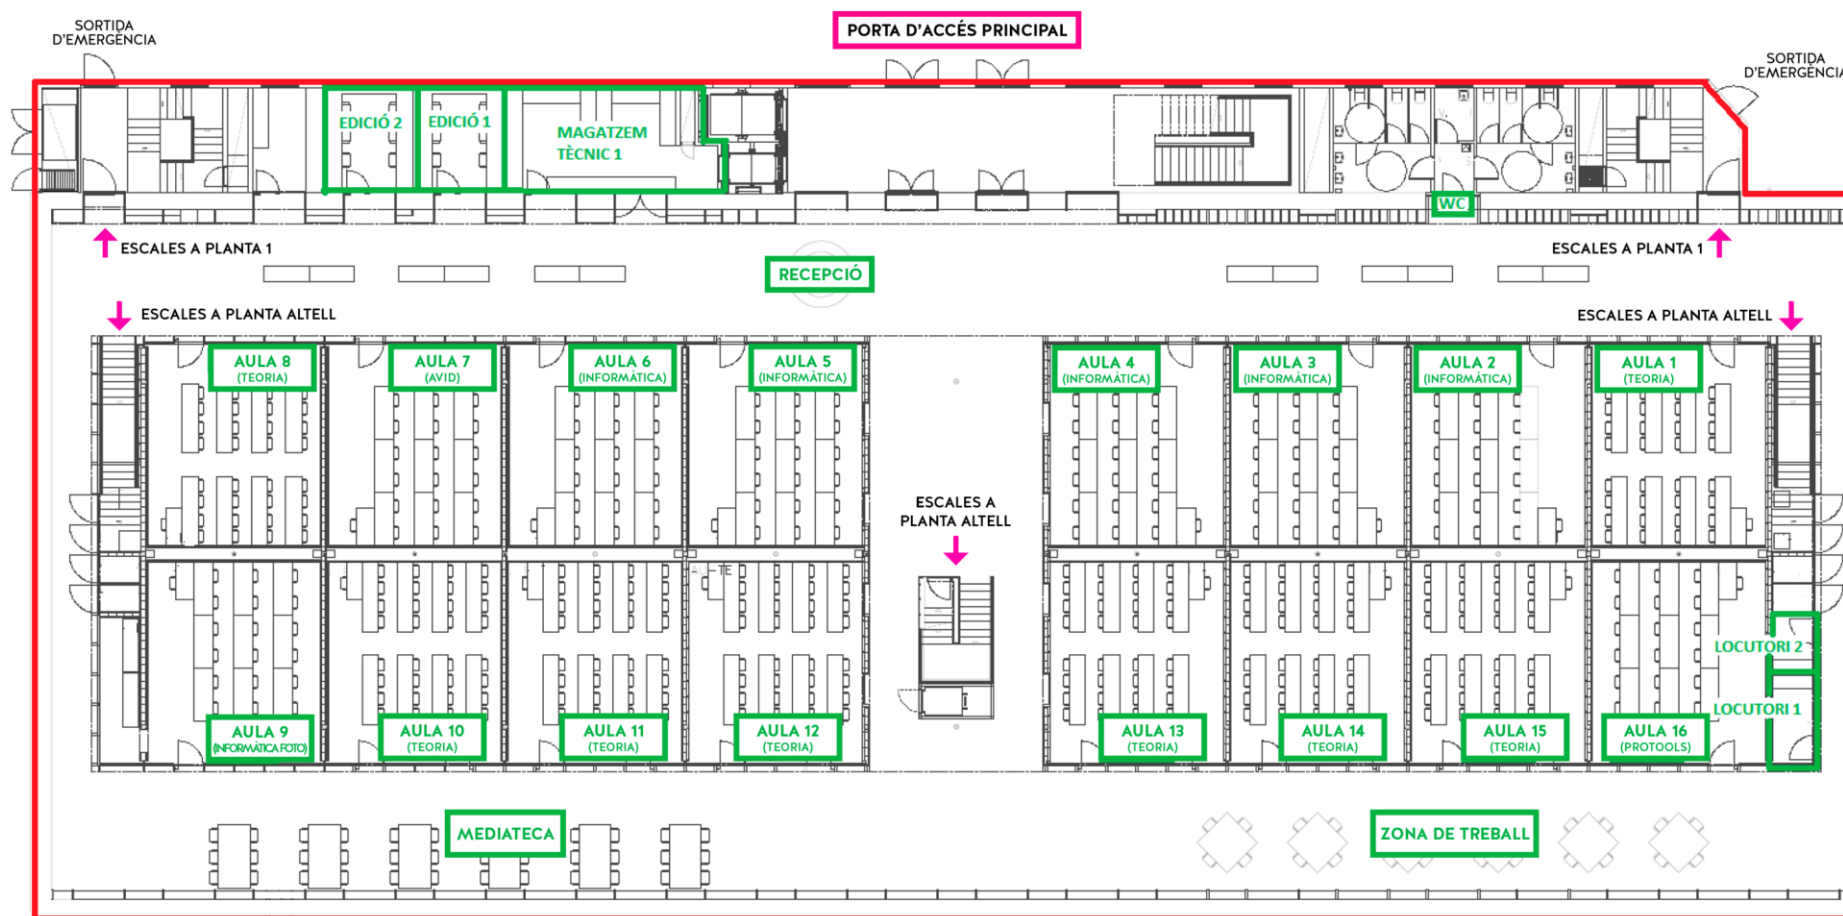 PORTA D'ACCÉS PRINCIPAL
SORTIDA
D'EMERGÈNCIA
SORTIDA
D'EMERGÈNCIA
EDICIÓ 2
EDICIÓ 1
MAGATZEM
TÈCNIC 1
WC
ESCALES A PLANTA 1
ESCALES A PLANTA 1
RECEPCIÓ
ESCALES A PLANTA ALTELL
ESCALES A PLANTA ALTELL
AULA 8
(TEORIA)
AULA 7
(AVID)
AULA 6
(INFORMÀTICA)
AULA 5
(INFORMÀTICA)
AULA 4
(INFORMÀTICA)
AULA 3
(INFORMÀTICA)
AULA 2
(INFORMÀTICA)
AULA 1
(TEORIA)
ESCALES A
PLANTA ALTELL
LOCUTORI 2
LOCUTORI 1
AULA 9
(INFORMÀTICA FOTO)
AULA 10
(TEORIA)
AULA 11
(TEORIA)
AULA 12
(TEORIA)
AULA 13
(TEORIA)
AULA 14
(TEORIA)
AULA 15
(TEORIA)
AULA 16
(PROTOOLS)
MEDIATECA
ZONA DE TREBALL